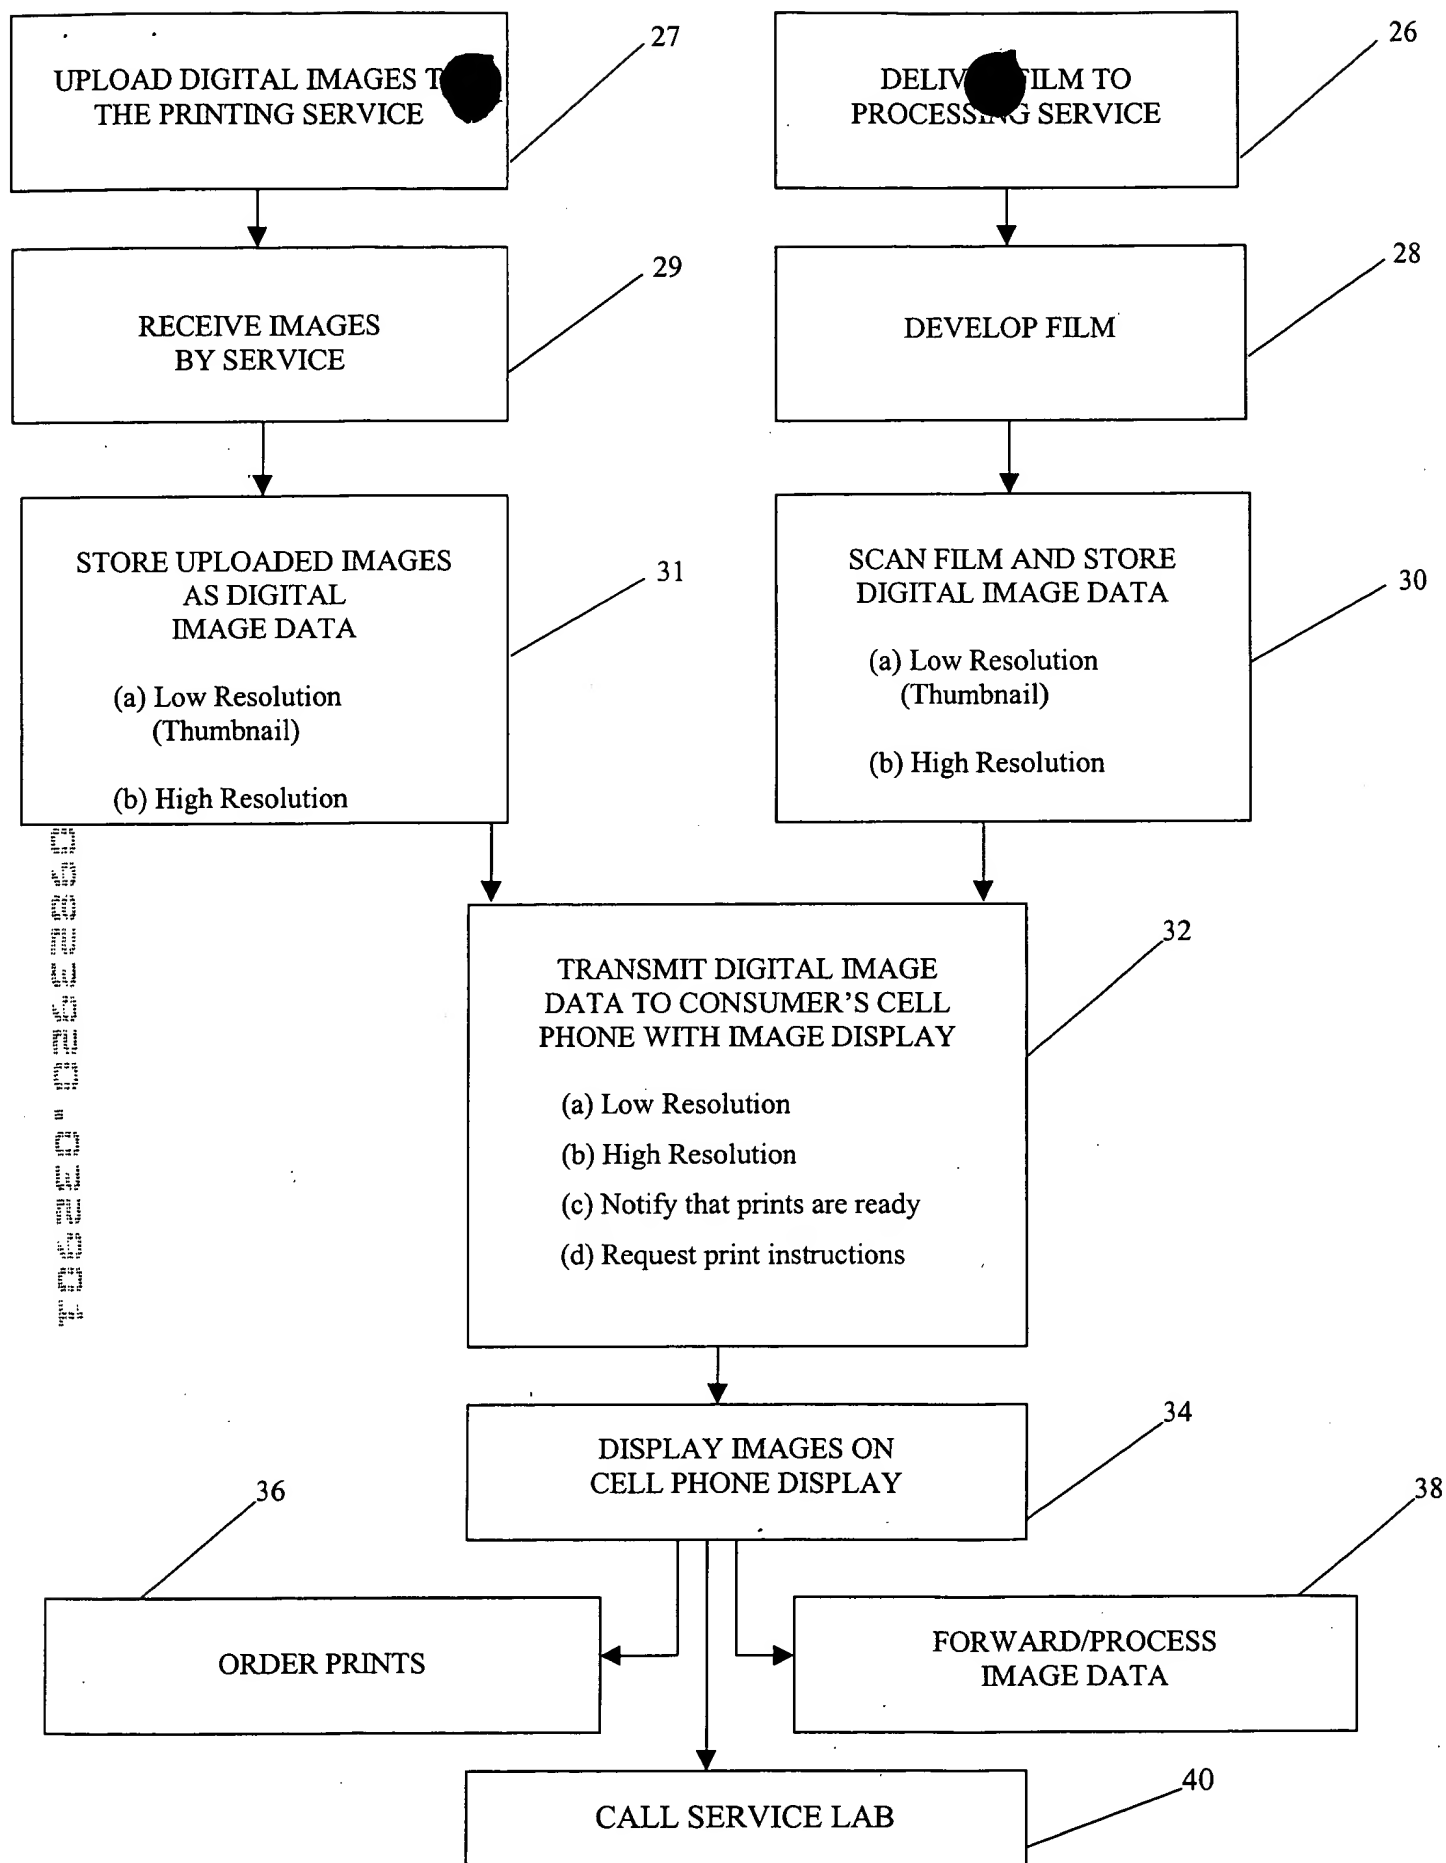 UPLOAD DIGITAL IMAGES
THE PRINTING SERVICE
27
FILM TO
PROCESSING SERVICE
26
RECEIVE IMAGES
BY SERVICE
29
DEVELOP FILM
28
STORE UPLOADED IMAGES
AS DIGITAL
IMAGE DATA
(a) Low Resolution
(Thumbnail)
(b) High Resolution
31
SCAN FILM AND STORE
DIGITAL IMAGE DATA
(a) Low Resolution
(Thumbnail)
(b) High Resolution
30
TRANSMIT DIGITAL IMAGE
DATA TO CONSUMER'S CELL
PHONE WITH IMAGE DISPLAY
(a) Low Resolution
(b) High Resolution
(c) Notify that prints are ready
(d) Request print instructions
32
DISPLAY IMAGES ON
CELL PHONE DISPLAY
34
36
ORDER PRINTS
38
FORWARD/PROCESS
IMAGE DATA
CALL SERVICE LAB
40